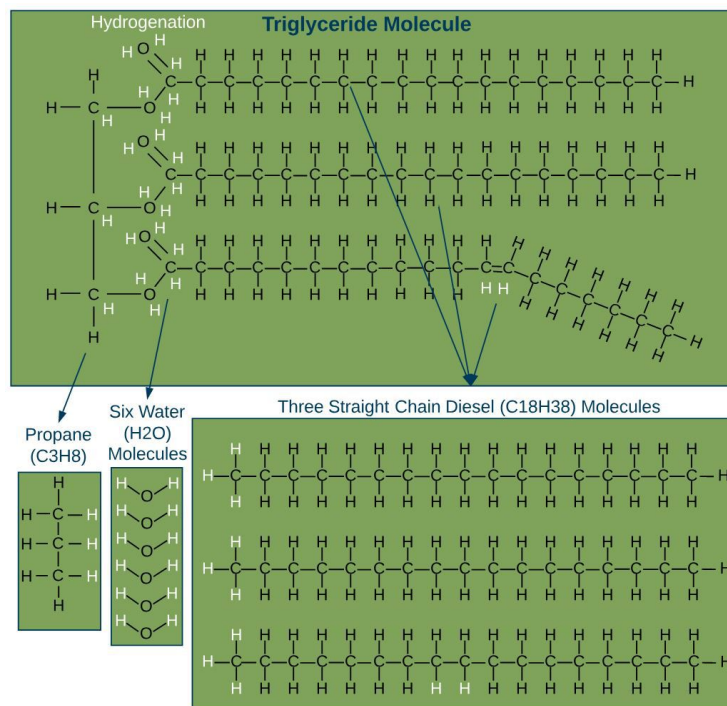 Hydrogenation
Triglyceride Molecule
Propane
(C3H8)
Six Water
(H2O)
Molecules
Three Straight Chain Diesel (C18H38) Molecules